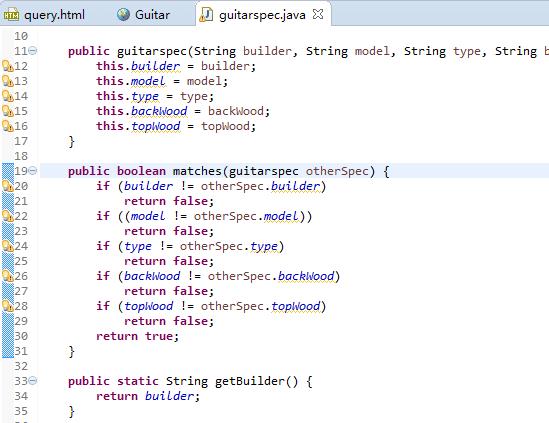 query.html Guitar guitarspec.java
10
11 public guitarspec(String builder, String model, String type, String b
12 this.builder = builder;
13 this.model = model;
14 this.type = type;
15 this.backWood = backWood;
16 this.topWood = topWood;
17 }
18
19 public boolean matches(guitarspec otherSpec) {
20 if (builder != otherSpec.builder)
21 return false;
22 if ((model != otherSpec.model))
23 return false;
24 if (type != otherSpec.type)
25 return false;
26 if (backWood != otherSpec.backWood)
27 return false;
28 if (topWood != otherSpec.topWood)
29 return false;
30 return true;
31 }
32
33 public static String getBuilder() {
34 return builder;
35 }